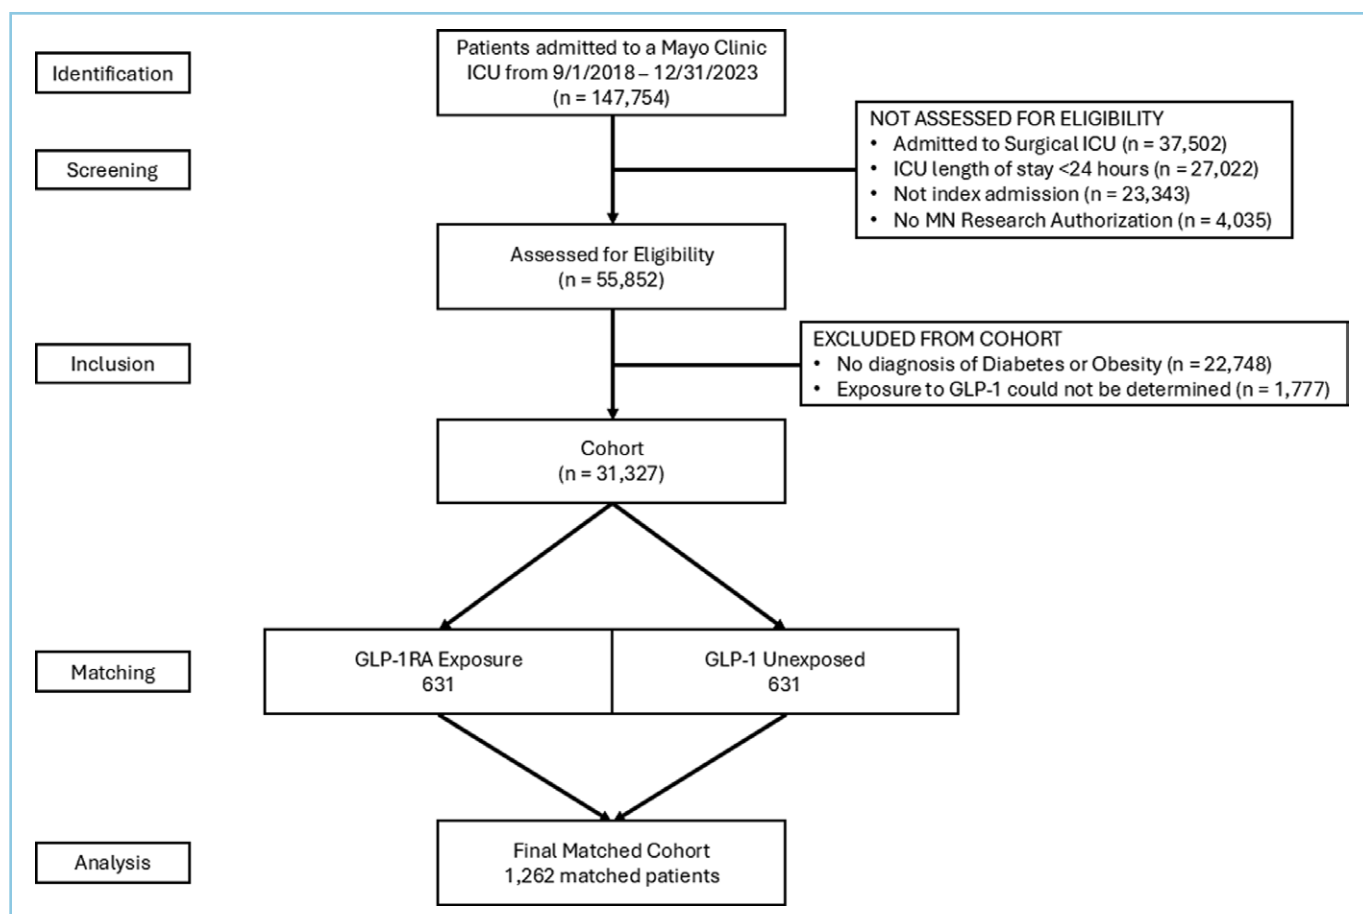 Identification
Patients admitted to a Mayo Clinic
ICU from 9/1/2018 – 12/31/2023
(n = 147,754)
NOT ASSESSED FOR ELIGIBILITY
• Admitted to Surgical ICU (n = 37,502)
• ICU length of stay <24 hours (n = 27,022)
• Not index admission (n = 23,343)
• No MN Research Authorization (n = 4,035)
Screening
Assessed for Eligibility
(n = 55,852)
EXCLUDED FROM COHORT
• No diagnosis of Diabetes or Obesity (n = 22,748)
• Exposure to GLP-1 could not be determined (n = 1,777)
Inclusion
Cohort
(n = 31,327)
Matching
GLP-1RA Exposure
631
GLP-1 Unexposed
631
Analysis
Final Matched Cohort
1,262 matched patients